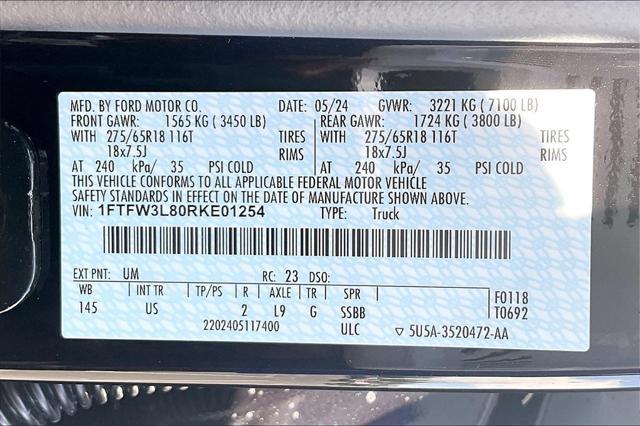 MFD. BY FORD MOTOR CO. DATE: 05/24 GVWR: 3221 KG ( 7100 LB)
FRONT GAWR: 1565 KG ( 3450 LB) REAR GAWR: 1724 KG ( 3800 LB)
WITH 275/65R18 116T TIRES WITH 275/65R18 116T TIRES
18x7.5J RIMS 18x7.5J RIMS
AT 240 kPa/ 35 PSI COLD AT 240 kPa/ 35 PSI COLD
THIS VEHICLE CONFORMS TO ALL APPLICABLE FEDERAL MOTOR VEHICLE
SAFETY STANDARDS IN EFFECT ON THE DATE OF MANUFACTURE SHOWN ABOVE.
VIN: 1FTFW3L80RKE01254 TYPE: Truck
EXT PNT: UM RC: 23 DSO:
WB INT TR TP/PS R AXLE TR SPR F0118
145 US 2 L9 G SSBB T0692
2202405117400 ULC ▽ 5U5A-3520472-AA